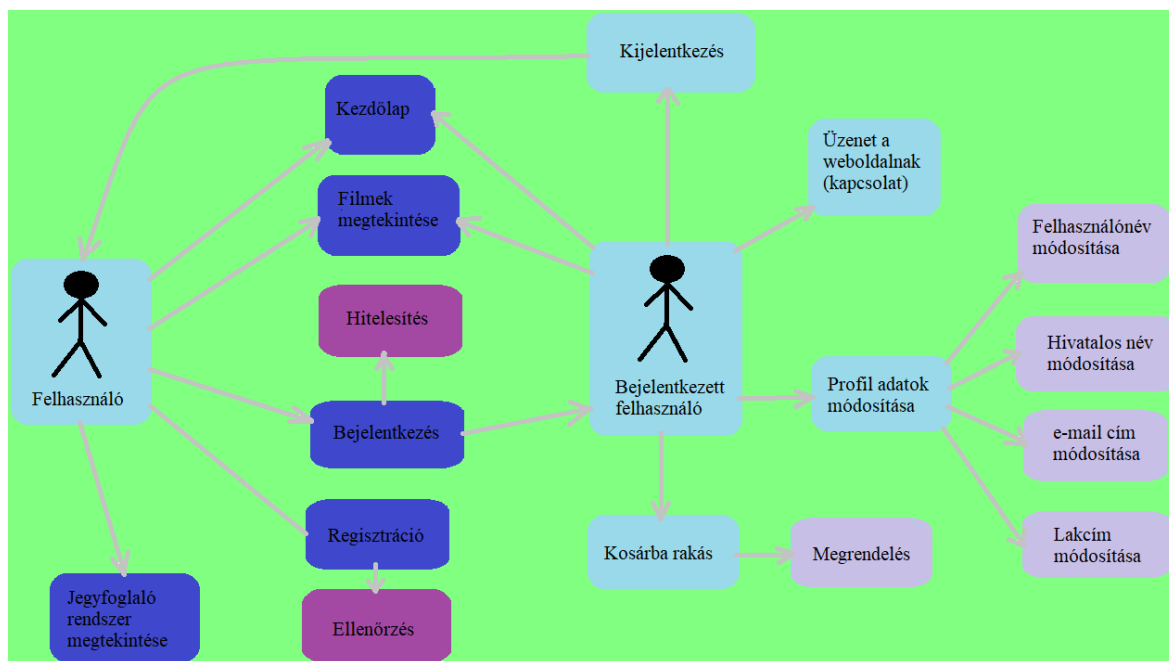 Kijelentkezés
Kezdőlap
Üzenet a
weboldalnak
(kapcsolat)
Filmek
megtekintése
Felhasználónév
módosítása
Hitelesítés
Hivatalos név
módosítása
Felhasználó
Bejelentkezett
felhasználó
Profil adatok
módosítása
Bejelentkezés
e-mail cím
módosítása
Regisztráció
Kosárba rakás
Megrendelés
Lakcím
módosítása
Jegyfoglaló
rendszer
megtekintése
Ellenőrzés